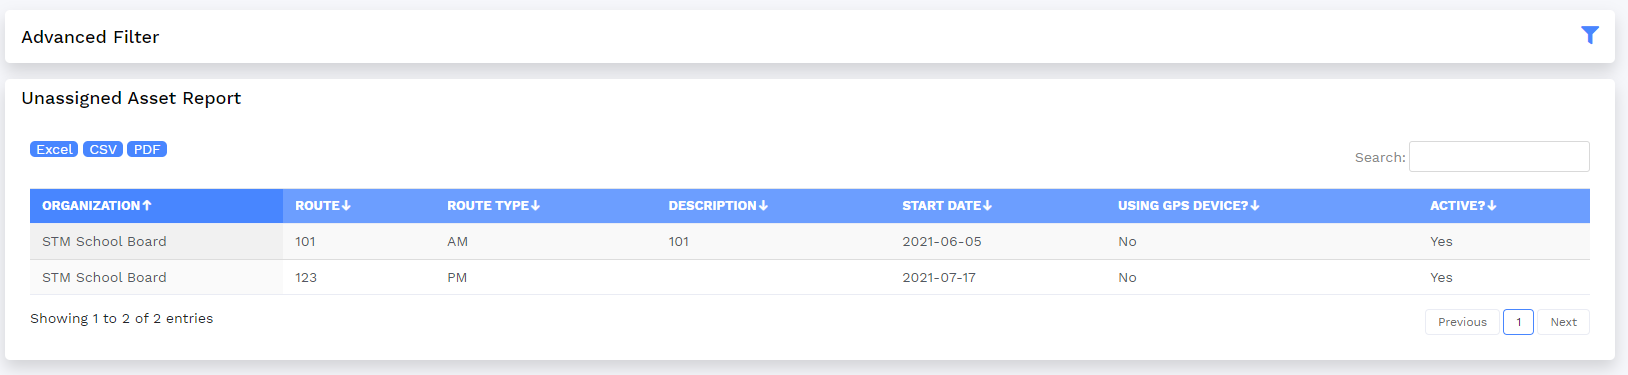 Advanced Filter
Unassigned Asset Report
Excel CSV PDF
Search:
ORGANIZATION ROUTE ROUTE TYPE DESCRIPTION START DATE USING GPS DEVICE? ACTIVE?
STM School Board 101 AM 101 2021-06-05 No Yes
STM School Board 123 PM 2021-07-17 No Yes
Showing 1 to 2 of 2 entries
Previous 1 Next